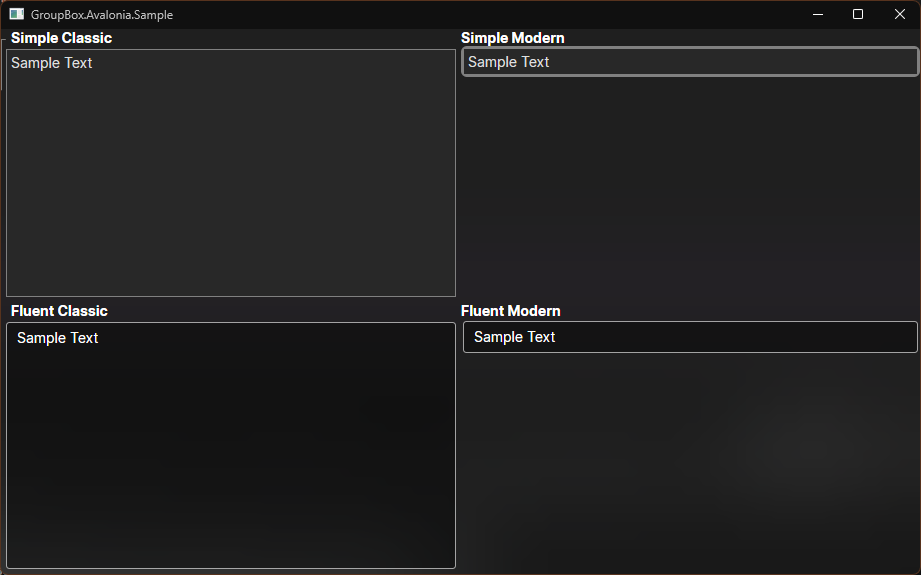 GroupBox.Avalonia.Sample
Simple Classic
Sample Text
Simple Modern
Sample Text
Fluent Classic
Sample Text
Fluent Modern
Sample Text